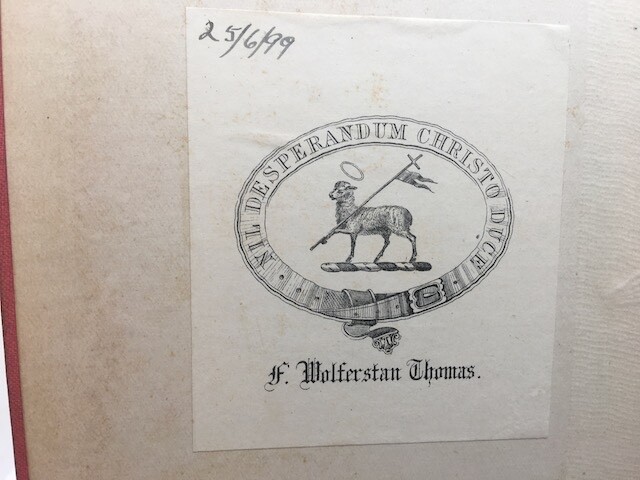 25/6/99
NIL DESPERANDUM CHRISTO DUCE
F. Wolferstan Thomas.